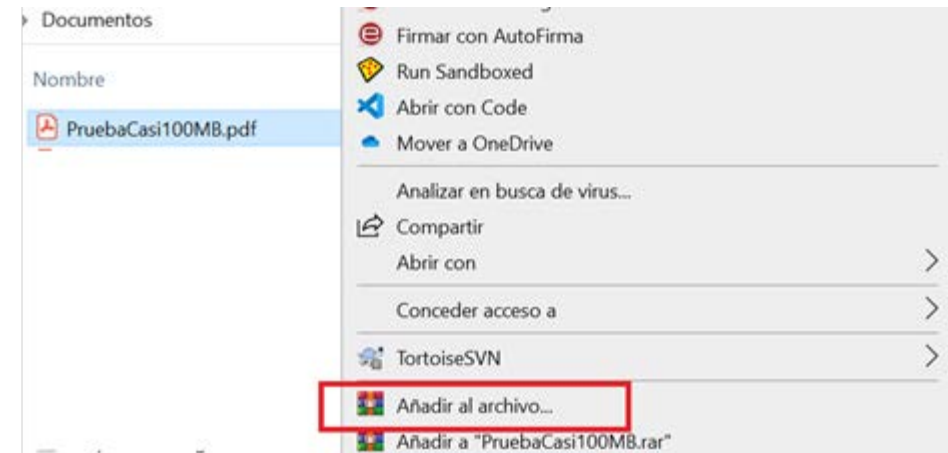 Documentos
Nombre
PruebaCasi100MB.pdf
Firmar con AutoFirma
Run Sandboxed
Abrir con Code
Mover a OneDrive
Analizar en busca de virus...
Compartir
Abrir con
Conceder acceso a
TortoiseSVN
Añadir al archivo...
Añadir a "PruebaCasi100MB.rar"